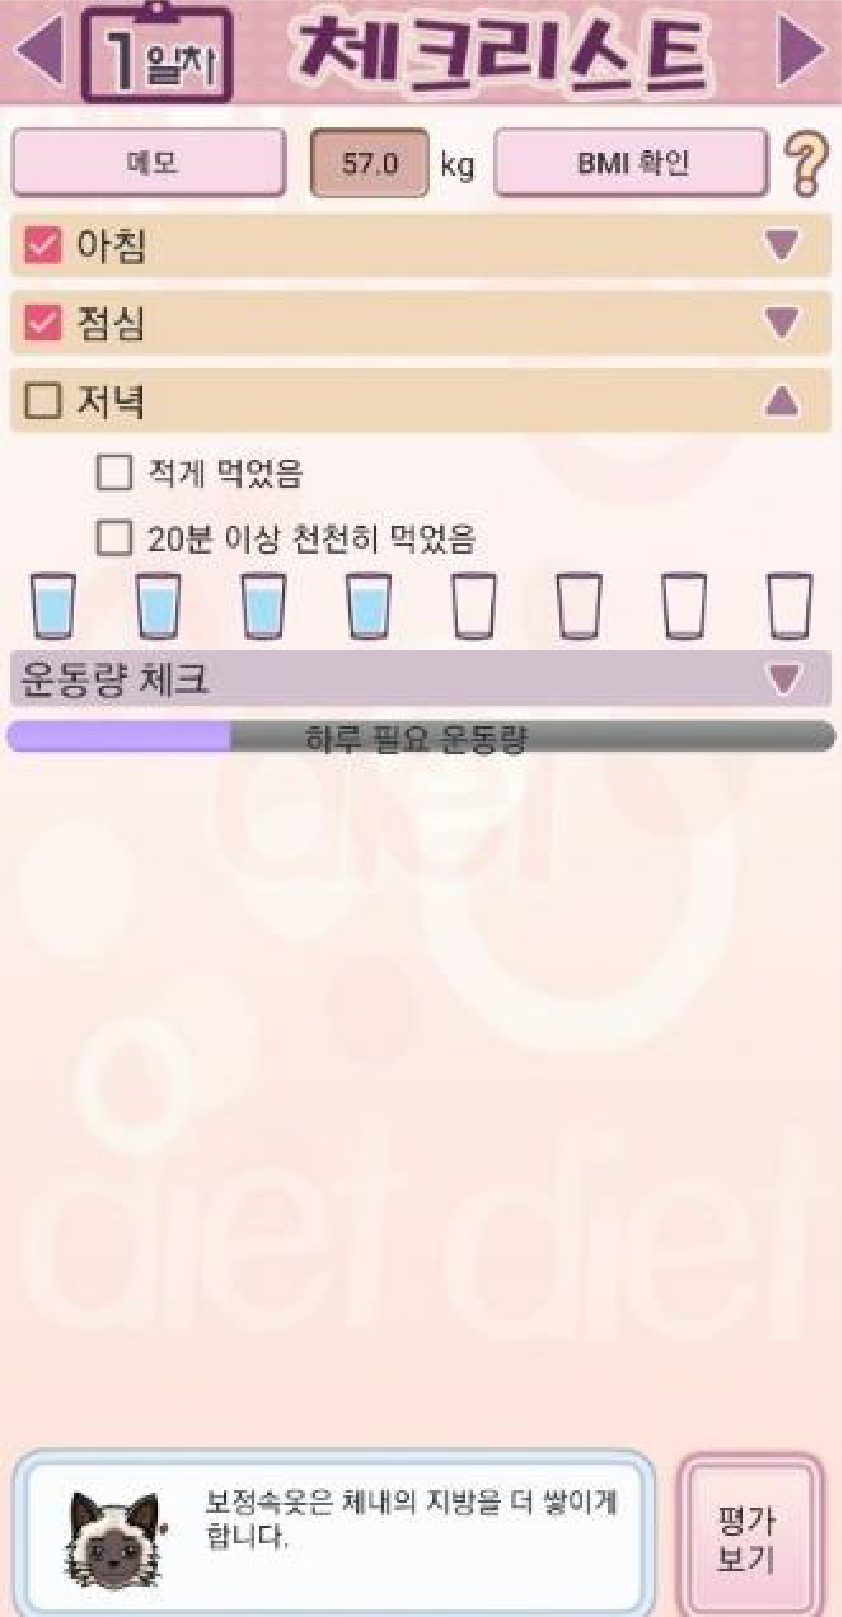 1일차 체크리스트
메모 57.0 kg BMI 확인 ?
아침
점심
저녁
적게 먹었음
20분 이상 천천히 먹었음
운동량 체크
하루 필요 운동량
diet diet
보정속옷은 체내의 지방을 더 쌓이게
합니다.
평가
보기